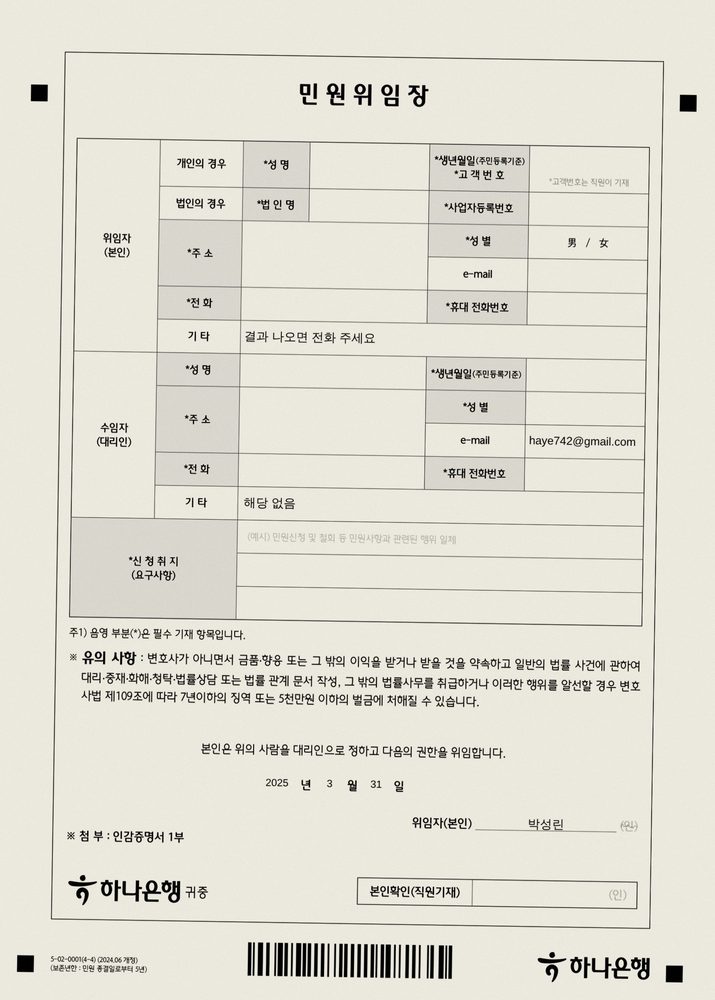 민원위임장
개인의 경우 *성 명 *생년월일(주민등록기준)
*고 객 번 호 *고객번호는 직원이 기재
법인의 경우 *법 인 명 *사업자등록번호
위임자
(본인)
*주 소 *성 별 男 / 女
e-mail
*전 화 *휴대 전화번호
기 타 결과 나오면 전화 주세요
*성 명 *생년월일(주민등록기준)
수임자
(대리인)
*주 소 *성 별
e-mail haye742@gmail.com
*전 화 *휴대 전화번호
기 타 해당 없음
*신 청 취 지
(요구사항)
(예시) 민원신청 및 철회 등 민원사항과 관련된 행위 일체
주1) 음영 부분(*)은 필수 기재 항목입니다.
※ 유의 사항 : 변호사가 아니면서 금품·향응 또는 그 밖의 이익을 받거나 받을 것을 약속하고 일반의 법률 사건에 관하여
대리·중재·화해·청탁·법률상담 또는 법률 관계 문서 작성, 그 밖의 법률사무를 취급하거나 이러한 행위를 알선할 경우 변호
사법 제109조에 따라 7년이하의 징역 또는 5천만원 이하의 벌금에 처해질 수 있습니다.
본인은 위의 사람을 대리인으로 정하고 다음의 권한을 위임합니다.
2025 년 3 월 31 일
위임자(본인) 박성린 (인)
※ 첨 부 : 인감증명서 1부
하나은행 귀중
본인확인(직원기재) (인)
5-02-0001(4-4) (2024.06 개정)
(보존년한 : 민원 종결일로부터 5년)
하나은행